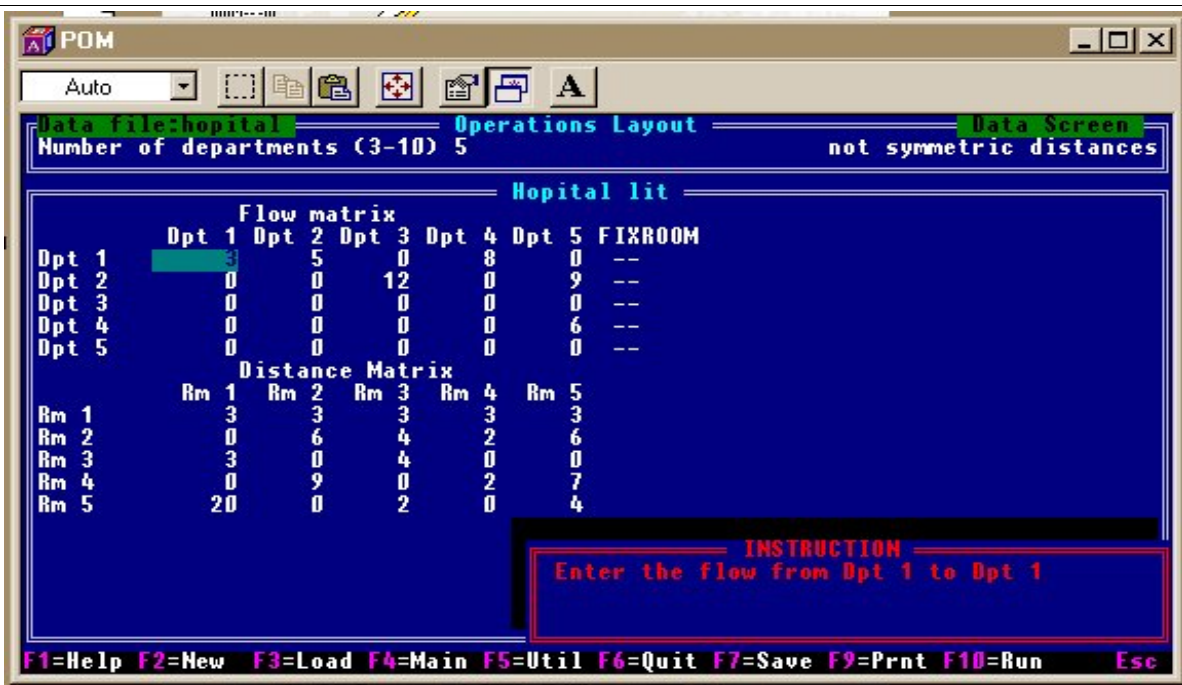 POM
Auto A
Data file:hopital Operations Layout Data Screen
Number of departments (3-10) 5 not symmetric distances
Hopital lit
Flow matrix
Dpt 1 Dpt 2 Dpt 3 Dpt 4 Dpt 5 FIXROOM
Dpt 1 3 5 0 8 0 --
Dpt 2 0 0 12 0 9 --
Dpt 3 0 0 0 0 0 --
Dpt 4 0 0 0 0 6 --
Dpt 5 0 0 0 0 0 --
Distance Matrix
Rm 1 Rm 2 Rm 3 Rm 4 Rm 5
Rm 1 3 3 3 3 3
Rm 2 0 6 4 2 6
Rm 3 3 0 4 0 0
Rm 4 0 9 0 2 7
Rm 5 20 0 2 0 4
INSTRUCTION
Enter the flow from Dpt 1 to Dpt 1
F1=Help F2=New F3=Load F4=Main F5=Util F6=Quit F7=Save F9=Prnt F10=Run Esc